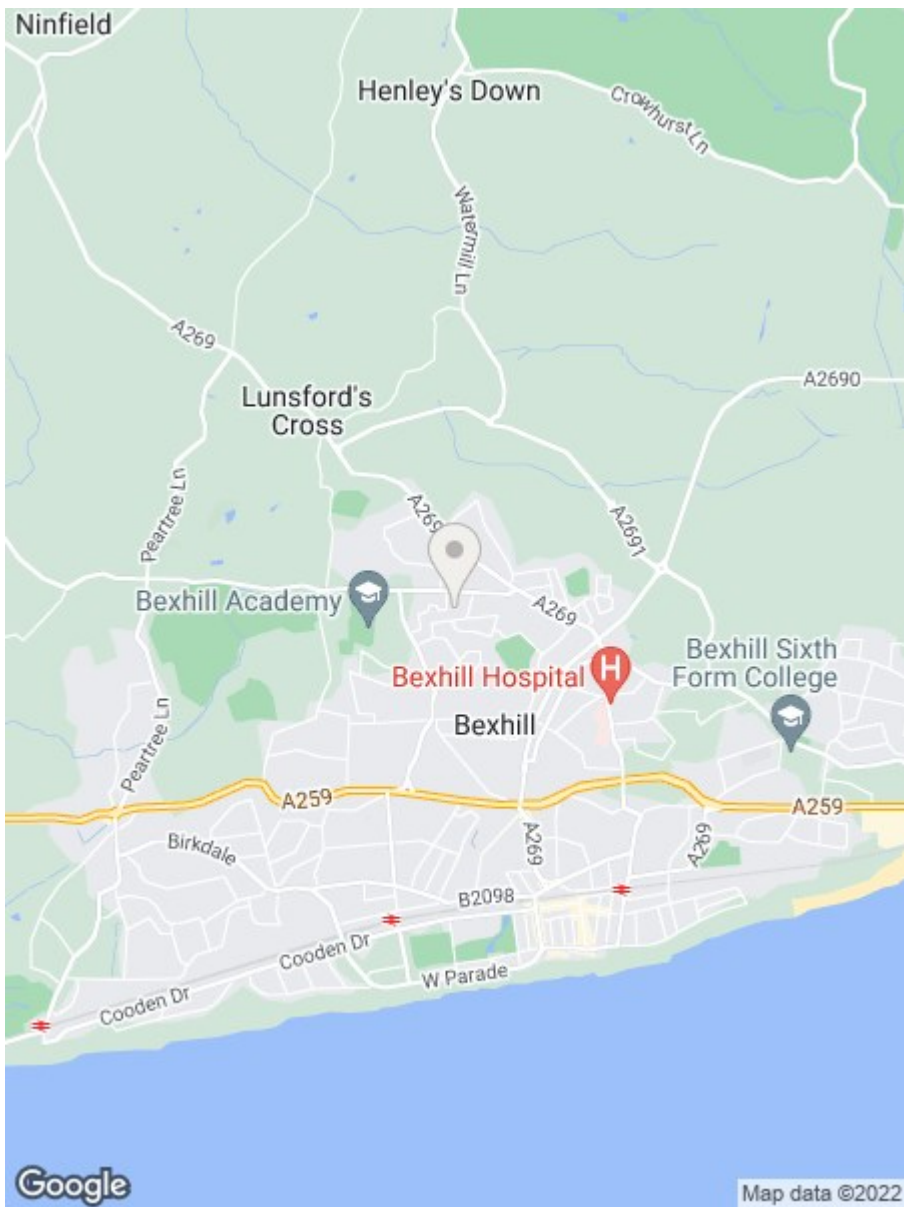 Ninfield
Henley's Down
Crowhurst Ln
Watermill Ln
A269
A2690
Lunsford's
Cross
Peartree Ln
A269
A2691
Bexhill Academy
A269
Bexhill Sixth
Form College
Bexhill Hospital
H
Bexhill
Peartree Ln
A259
A259
Birkdale
A269
A269
B2098
Cooden Dr
W Parade
Cooden Dr
Google
Map data ©2022